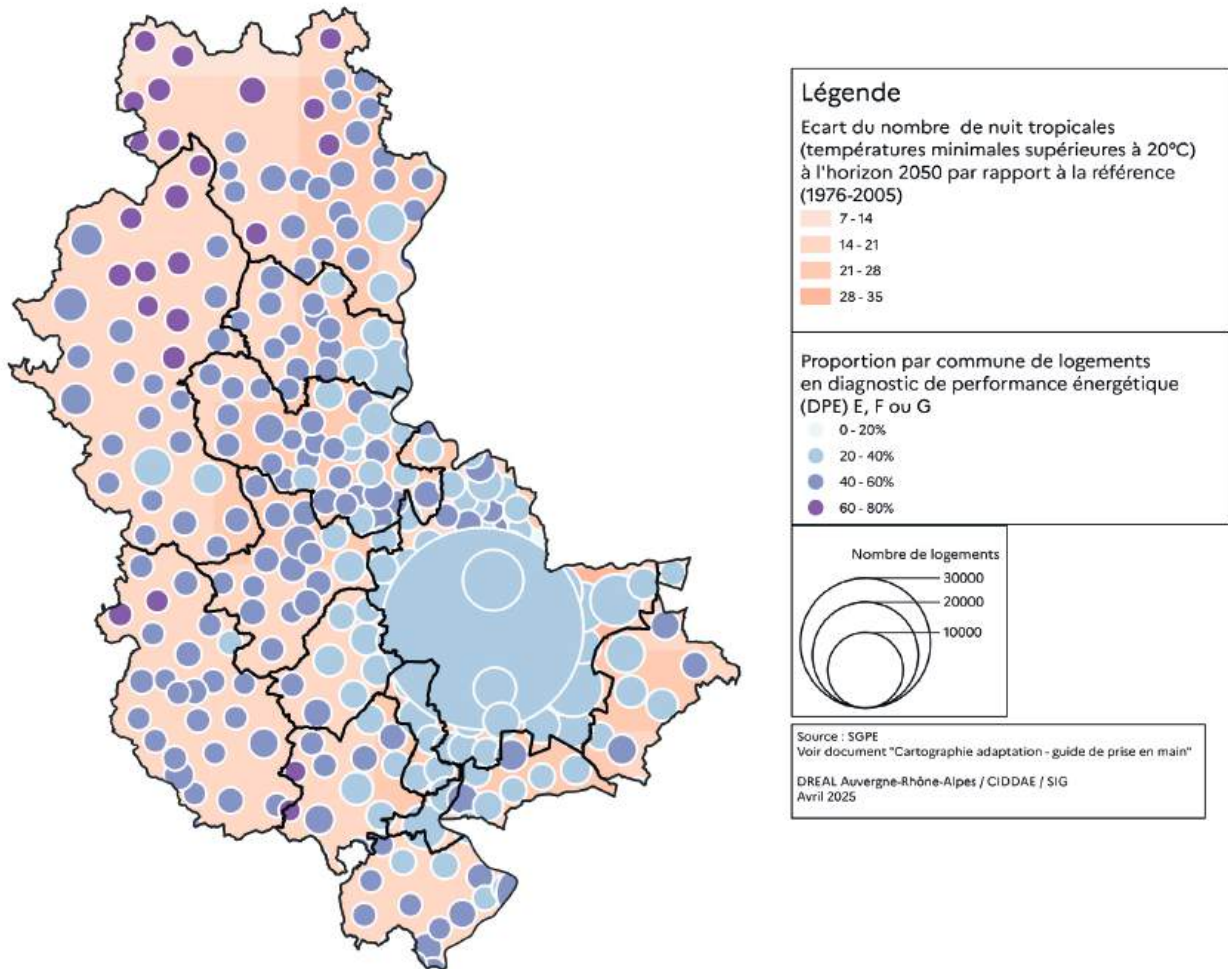 Légende
Ecart du nombre de nuit tropicales
(températures minimales supérieures à 20°C)
à l'horizon 2050 par rapport à la référence
(1976-2005)
7 - 14
14 - 21
21 - 28
28 - 35
Proportion par commune de logements
en diagnostic de performance énergétique
(DPE) E, F ou G
0 - 20%
20 - 40%
40 - 60%
60 - 80%
Nombre de logements
30000
20000
10000
Source : SGPE
Voir document "Cartographie adaptation - guide de prise en main"
DREAL Auvergne-Rhône-Alpes / CIDDAE / SIG
Avril 2025